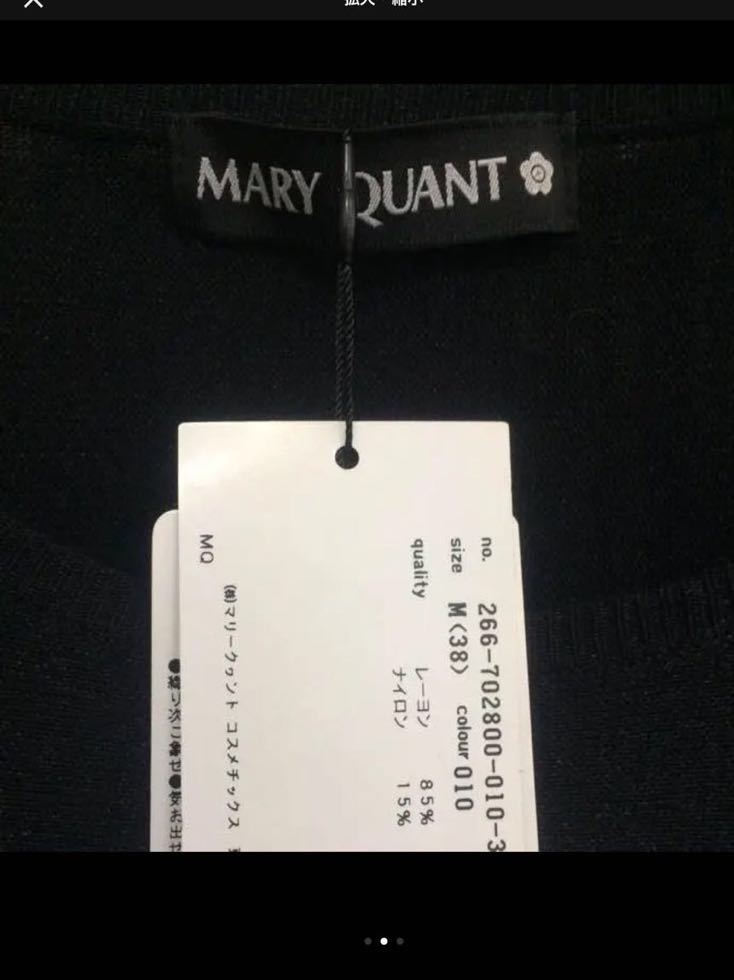 MARY QUANT
no. 266-702800-010-3
size M(38) colour 010
quality レーヨン 85%
ナイロン 15%
㈱マリークヮント コスメチックス
MQ